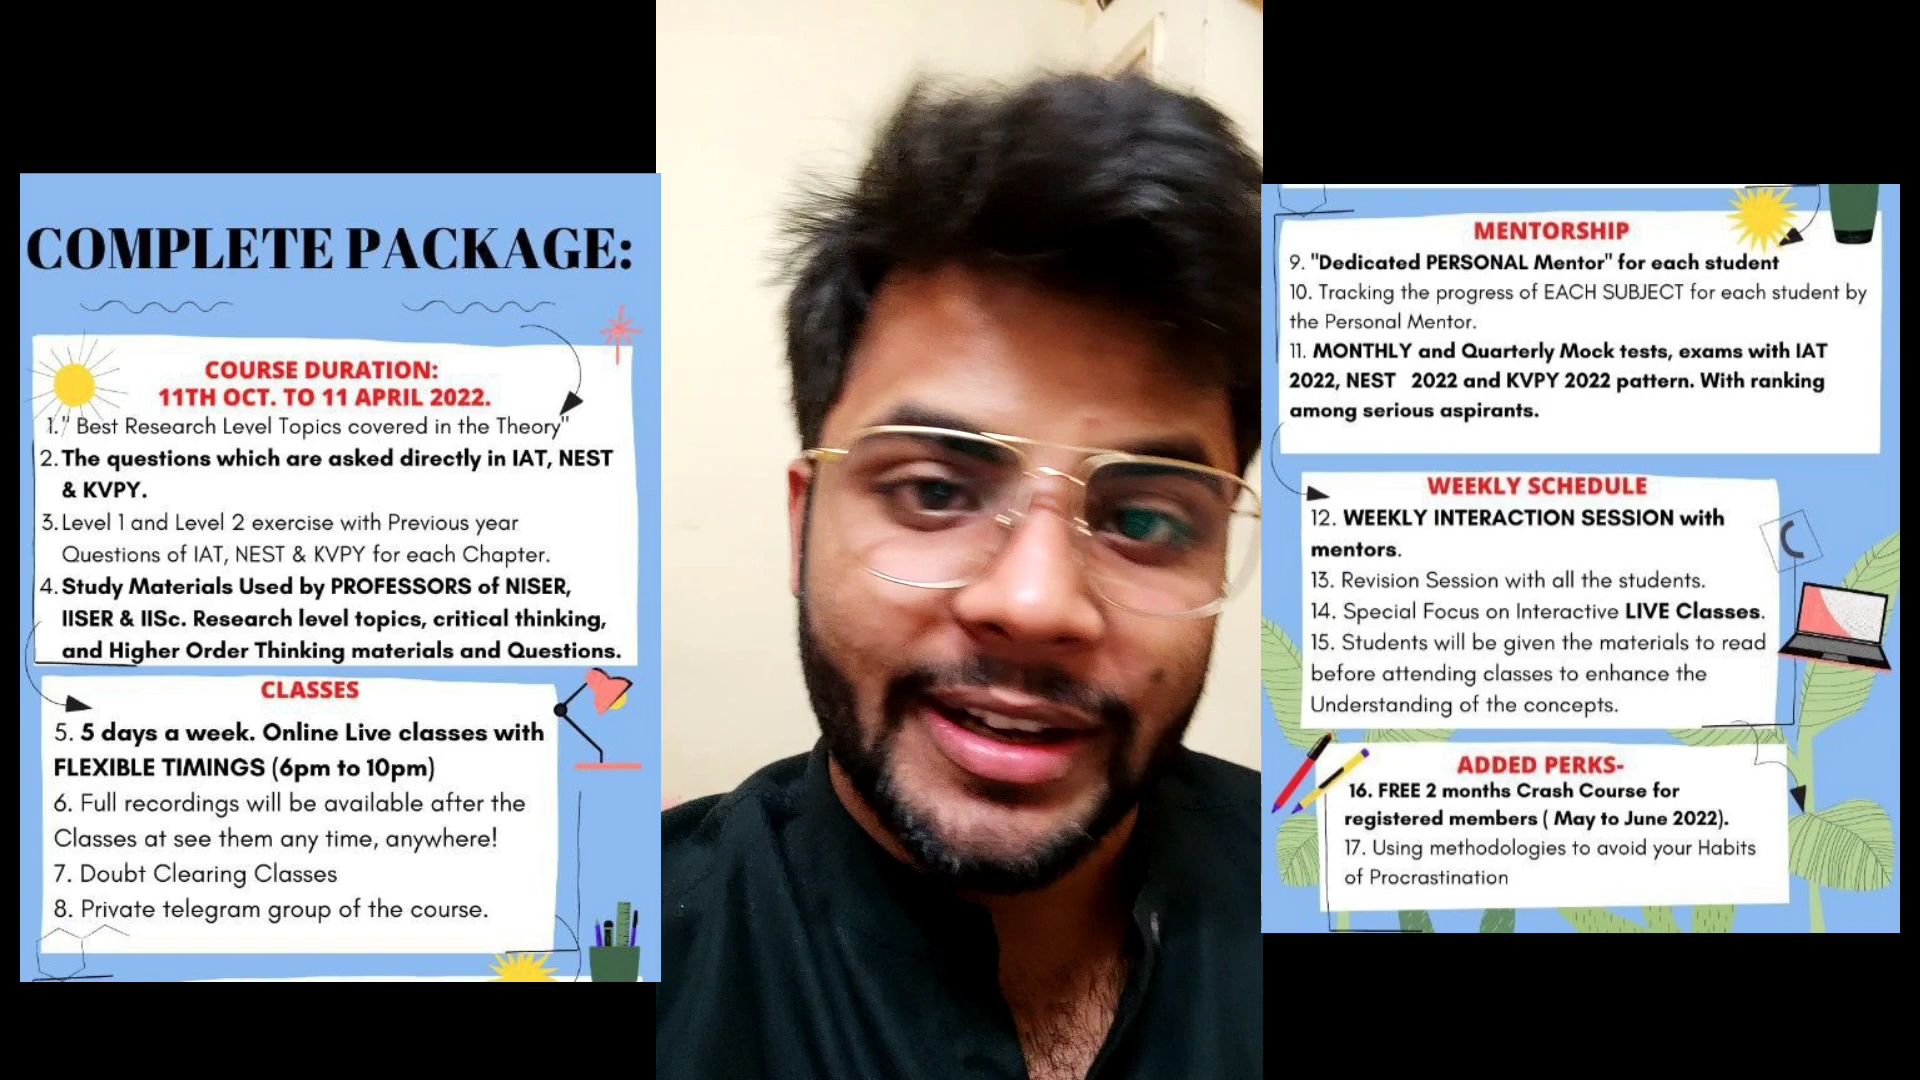 COMPLETE PACKAGE:
COURSE DURATION:
11TH OCT. TO 11 APRIL 2022.
1." Best Research Level Topics covered in the Theory"
2. The questions which are asked directly in IAT, NEST
& KVPY.
3. Level 1 and Level 2 exercise with Previous year
Questions of IAT, NEST & KVPY for each Chapter.
4. Study Materials Used by PROFESSORS of NISER,
IISER & IISc. Research level topics, critical thinking,
and Higher Order Thinking materials and Questions.
CLASSES
5. 5 days a week. Online Live classes with
FLEXIBLE TIMINGS (6pm to 10pm)
6. Full recordings will be available after the
Classes at see them any time, anywhere!
7. Doubt Clearing Classes
8. Private telegram group of the course.
MENTORSHIP
9. "Dedicated PERSONAL Mentor" for each student
10. Tracking the progress of EACH SUBJECT for each student by
the Personal Mentor.
11. MONTHLY and Quarterly Mock tests, exams with IAT
2022, NEST 2022 and KVPY 2022 pattern. With ranking
among serious aspirants.
WEEKLY SCHEDULE
12. WEEKLY INTERACTION SESSION with
mentors.
13. Revision Session with all the students.
14. Special Focus on Interactive LIVE Classes.
15. Students will be given the materials to read
before attending classes to enhance the
Understanding of the concepts.
ADDED PERKS-
16. FREE 2 months Crash Course for
registered members ( May to June 2022).
17. Using methodologies to avoid your Habits
of Procrastination